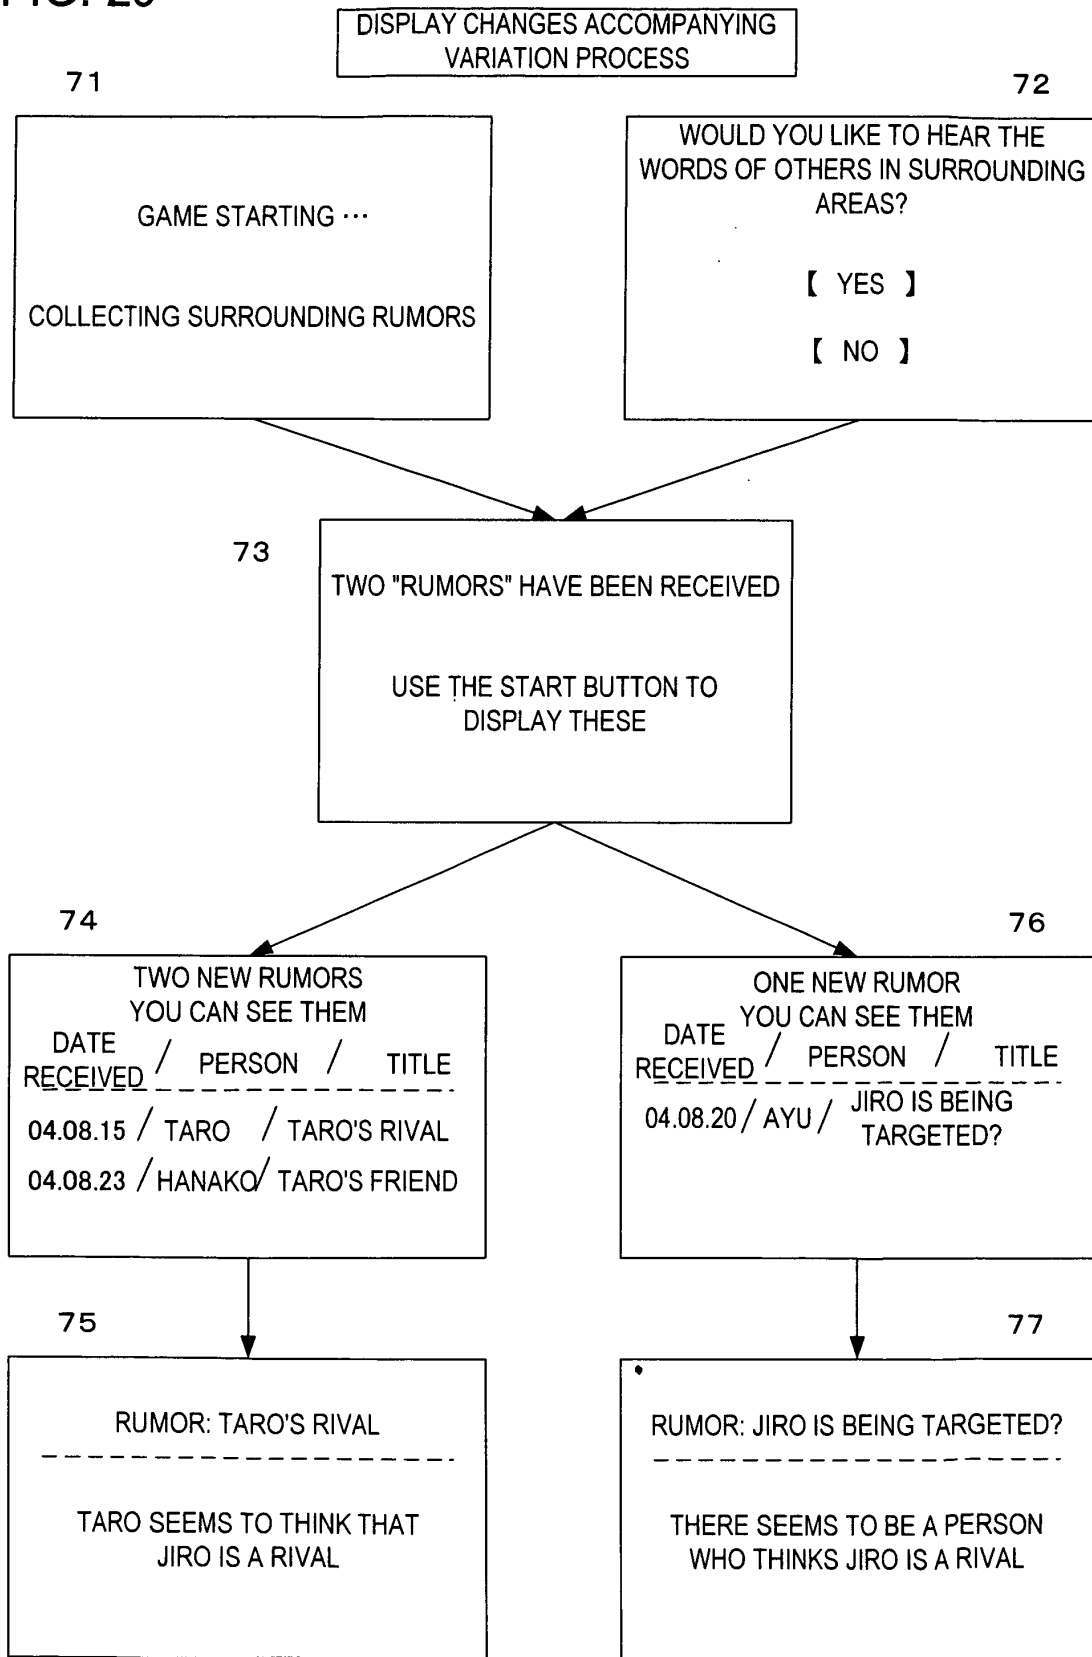 DISPLAY CHANGES ACCOMPANYING
VARIATION PROCESS
71
GAME STARTING ···
COLLECTING SURROUNDING RUMORS
72
WOULD YOU LIKE TO HEAR THE
WORDS OF OTHERS IN SURROUNDING
AREAS?
【 YES 】
【 NO 】
73
TWO "RUMORS" HAVE BEEN RECEIVED
USE THE START BUTTON TO
DISPLAY THESE
74
TWO NEW RUMORS
YOU CAN SEE THEM
DATE
RECEIVED / PERSON / TITLE
04.08.15 / TARO / TARO'S RIVAL
04.08.23 / HANAKO / TARO'S FRIEND
76
ONE NEW RUMOR
YOU CAN SEE THEM
DATE
RECEIVED / PERSON / TITLE
04.08.20 / AYU / JIRO IS BEING
TARGETED?
75
RUMOR: TARO'S RIVAL
TARO SEEMS TO THINK THAT
JIRO IS A RIVAL
77
RUMOR: JIRO IS BEING TARGETED?
THERE SEEMS TO BE A PERSON
WHO THINKS JIRO IS A RIVAL